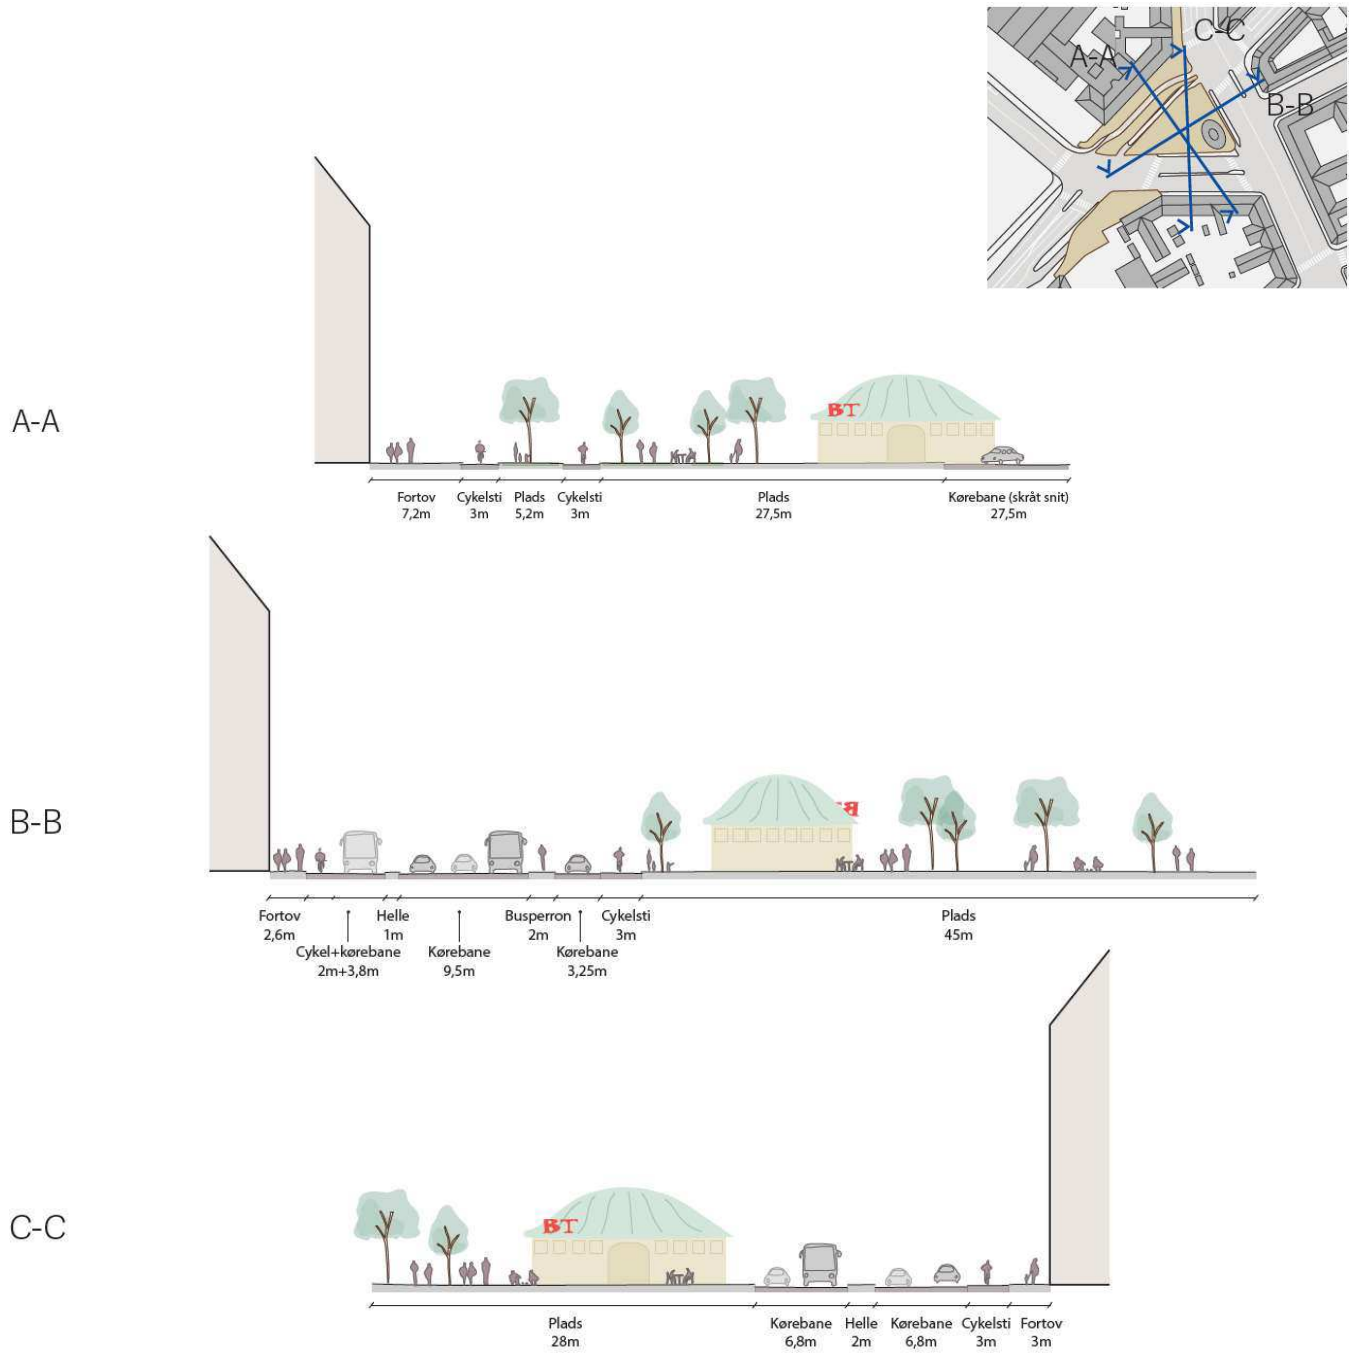 C-C
A-A
B-B
A-A
BT
Fortov Cykelsti Plads Cykelsti Plads Kørebane (skråt snit)
7,2m 3m 5,2m 3m 27,5m 27,5m
B-B
Fortov Helle Busperron Cykelsti Plads
2,6m 1m 2m 3m 45m
Cykel+kørebane Kørebane Kørebane
2m+3,8m 9,5m 3,25m
C-C
BT
Plads Kørebane Helle Kørebane Cykelsti Fortov
28m 6,8m 2m 6,8m 3m 3m